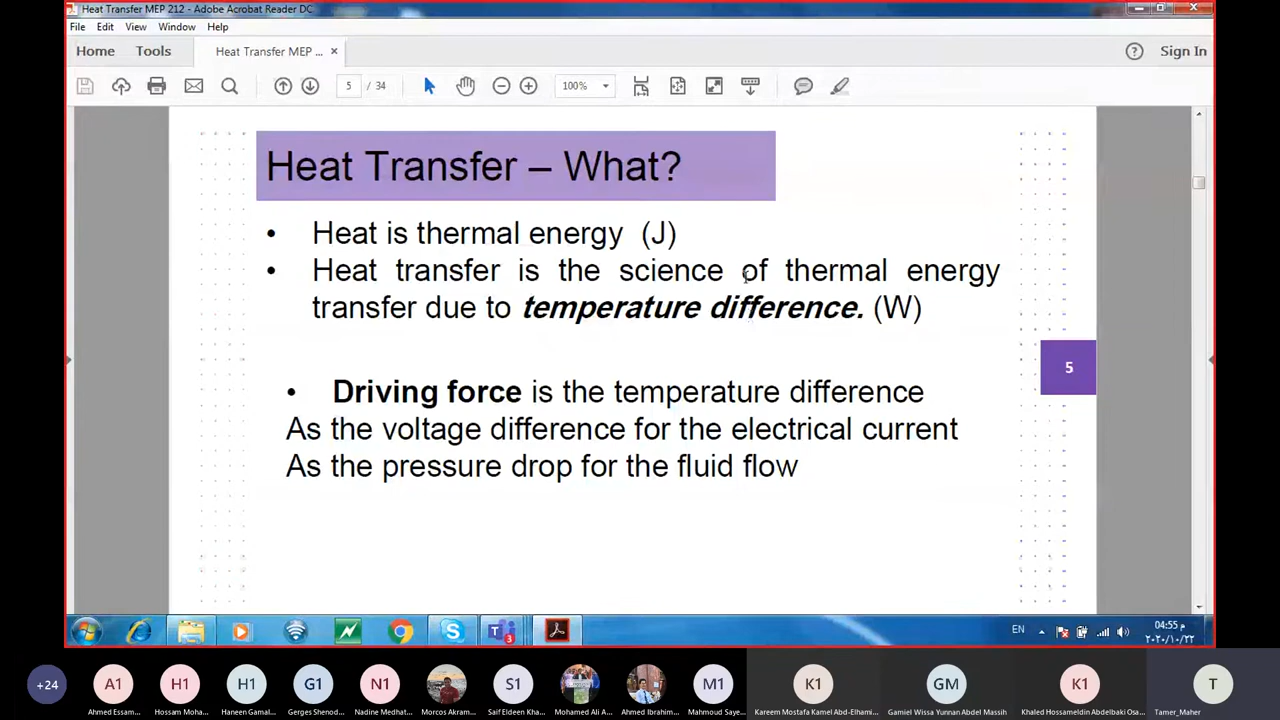 Heat Transfer MEP 212 - Adobe Acrobat Reader DC
File Edit View Window Help
Home Tools Heat Transfer MEP ... × Sign In
5 / 34 100%
Heat Transfer – What?
• Heat is thermal energy (J)
• Heat transfer is the science of thermal energy
transfer due to temperature difference. (W)
5
• Driving force is the temperature difference
As the voltage difference for the electrical current
As the pressure drop for the fluid flow
EN 04:55 م
٢٠٢٠/١٠/٢٢
+24 A1 H1 H1 G1 N1 S1 M1 K1 GM K1 T
Ahmed Essam... Hossam Moha... Haneen Gamal... Gerges Shenod... Nadine Medhat... Morcos Akram... Saif Eldeen Kha... Mohamed Ali A... Ahmed Ibrahim... Mahmoud Saye... Kareem Mostafa Kamel Abd-Elhami... Gamiel Wissa Yunnan Abdel Massih Khaled Hossameldin Abdelbaki Osa... Tamer_Maher